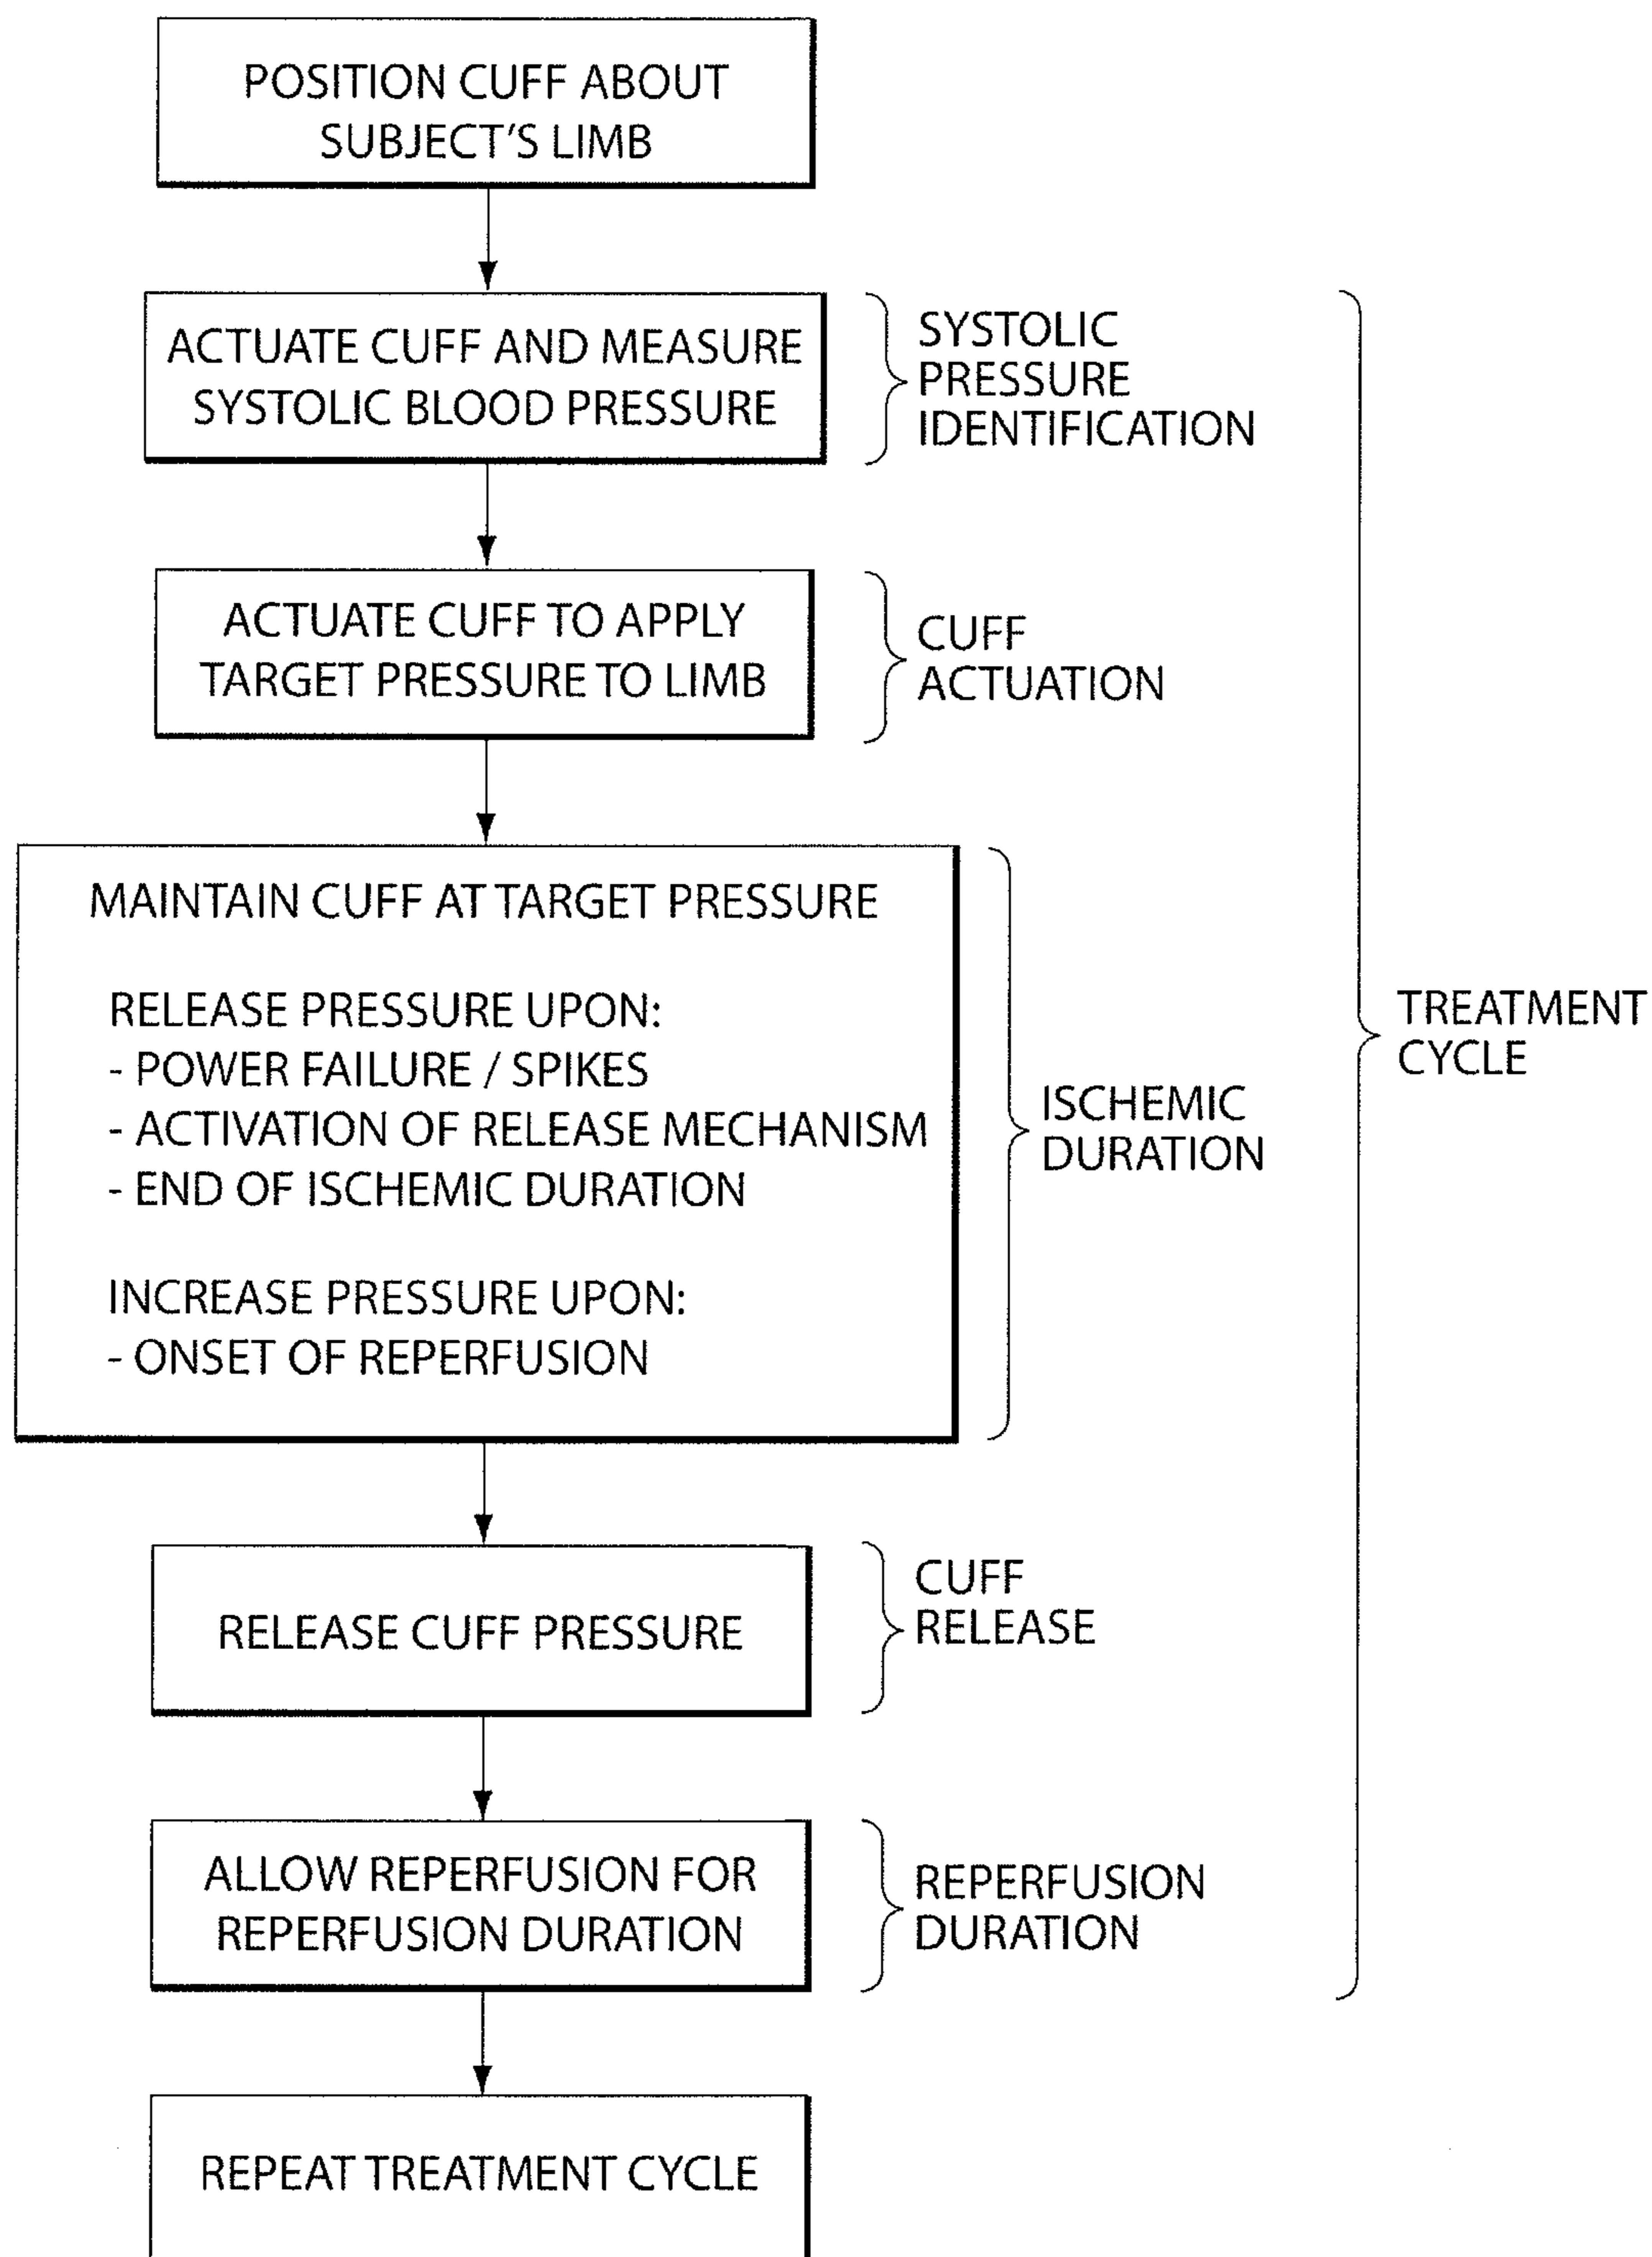 POSITION CUFF ABOUT
SUBJECT'S LIMB
ACTUATE CUFF AND MEASURE
SYSTOLIC BLOOD PRESSURE
SYSTOLIC
PRESSURE
IDENTIFICATION
ACTUATE CUFF TO APPLY
TARGET PRESSURE TO LIMB
CUFF
ACTUATION
MAINTAIN CUFF AT TARGET PRESSURE
RELEASE PRESSURE UPON:
- POWER FAILURE / SPIKES
- ACTIVATION OF RELEASE MECHANISM
- END OF ISCHEMIC DURATION
INCREASE PRESSURE UPON:
- ONSET OF REPERFUSION
ISCHEMIC
DURATION
TREATMENT
CYCLE
RELEASE CUFF PRESSURE
CUFF
RELEASE
ALLOW REPERFUSION FOR
REPERFUSION DURATION
REPERFUSION
DURATION
REPEAT TREATMENT CYCLE